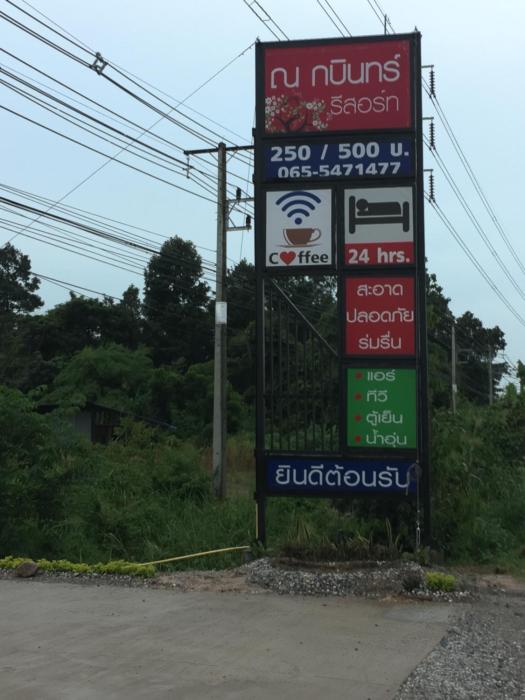 ณ กบินทร์
รีสอร์ท
250 / 500 บ.
065-5471477
C❤ffee
24 hrs.
สะอาด
ปลอดภัย
ร่มรื่น
• แอร์
• ทีวี
• ตู้เย็น
• น้ำอุ่น
ยินดีต้อนรับ